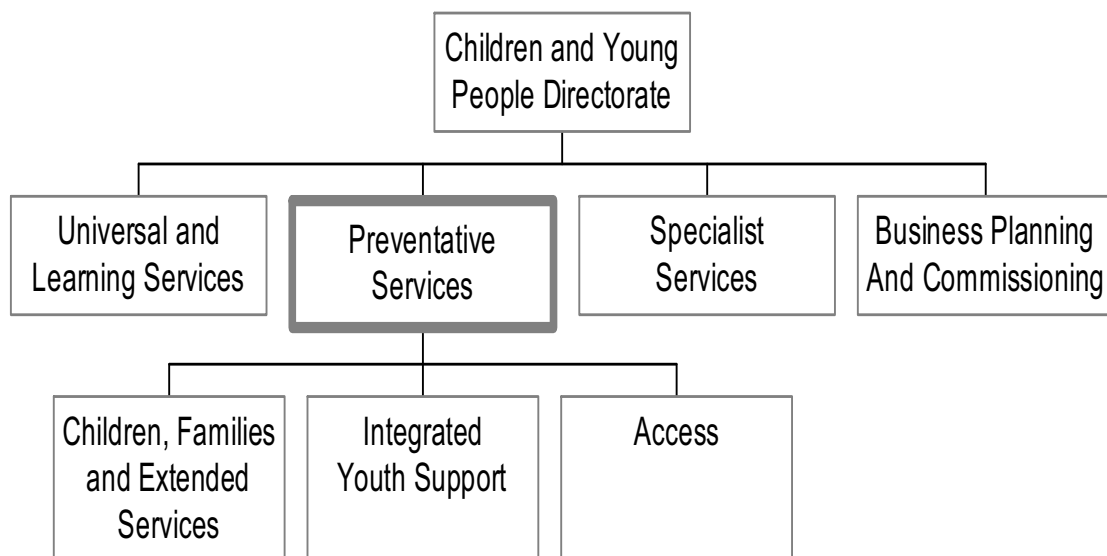 Children and Young
People Directorate
Universal and
Learning Services
Preventative
Services
Specialist
Services
Business Planning
And Commissioning
Children, Families
and Extended
Services
Integrated
Youth Support
Access